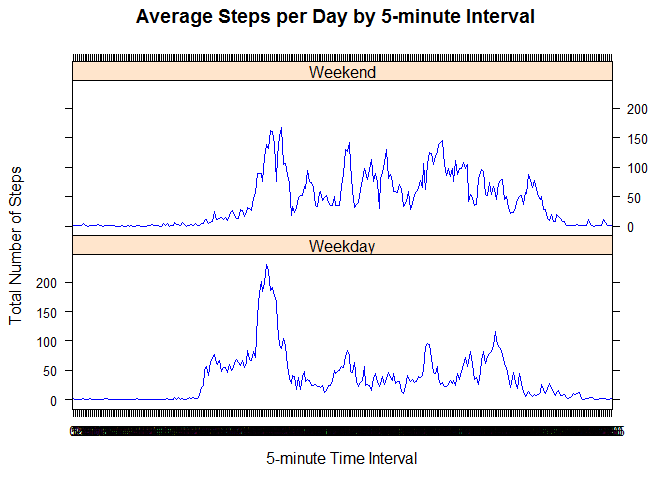 Average Steps per Day by 5-minute Interval
Weekend
200
150
100
50
0
Weekday
200
150
100
50
0
Total Number of Steps
5-minute Time Interval